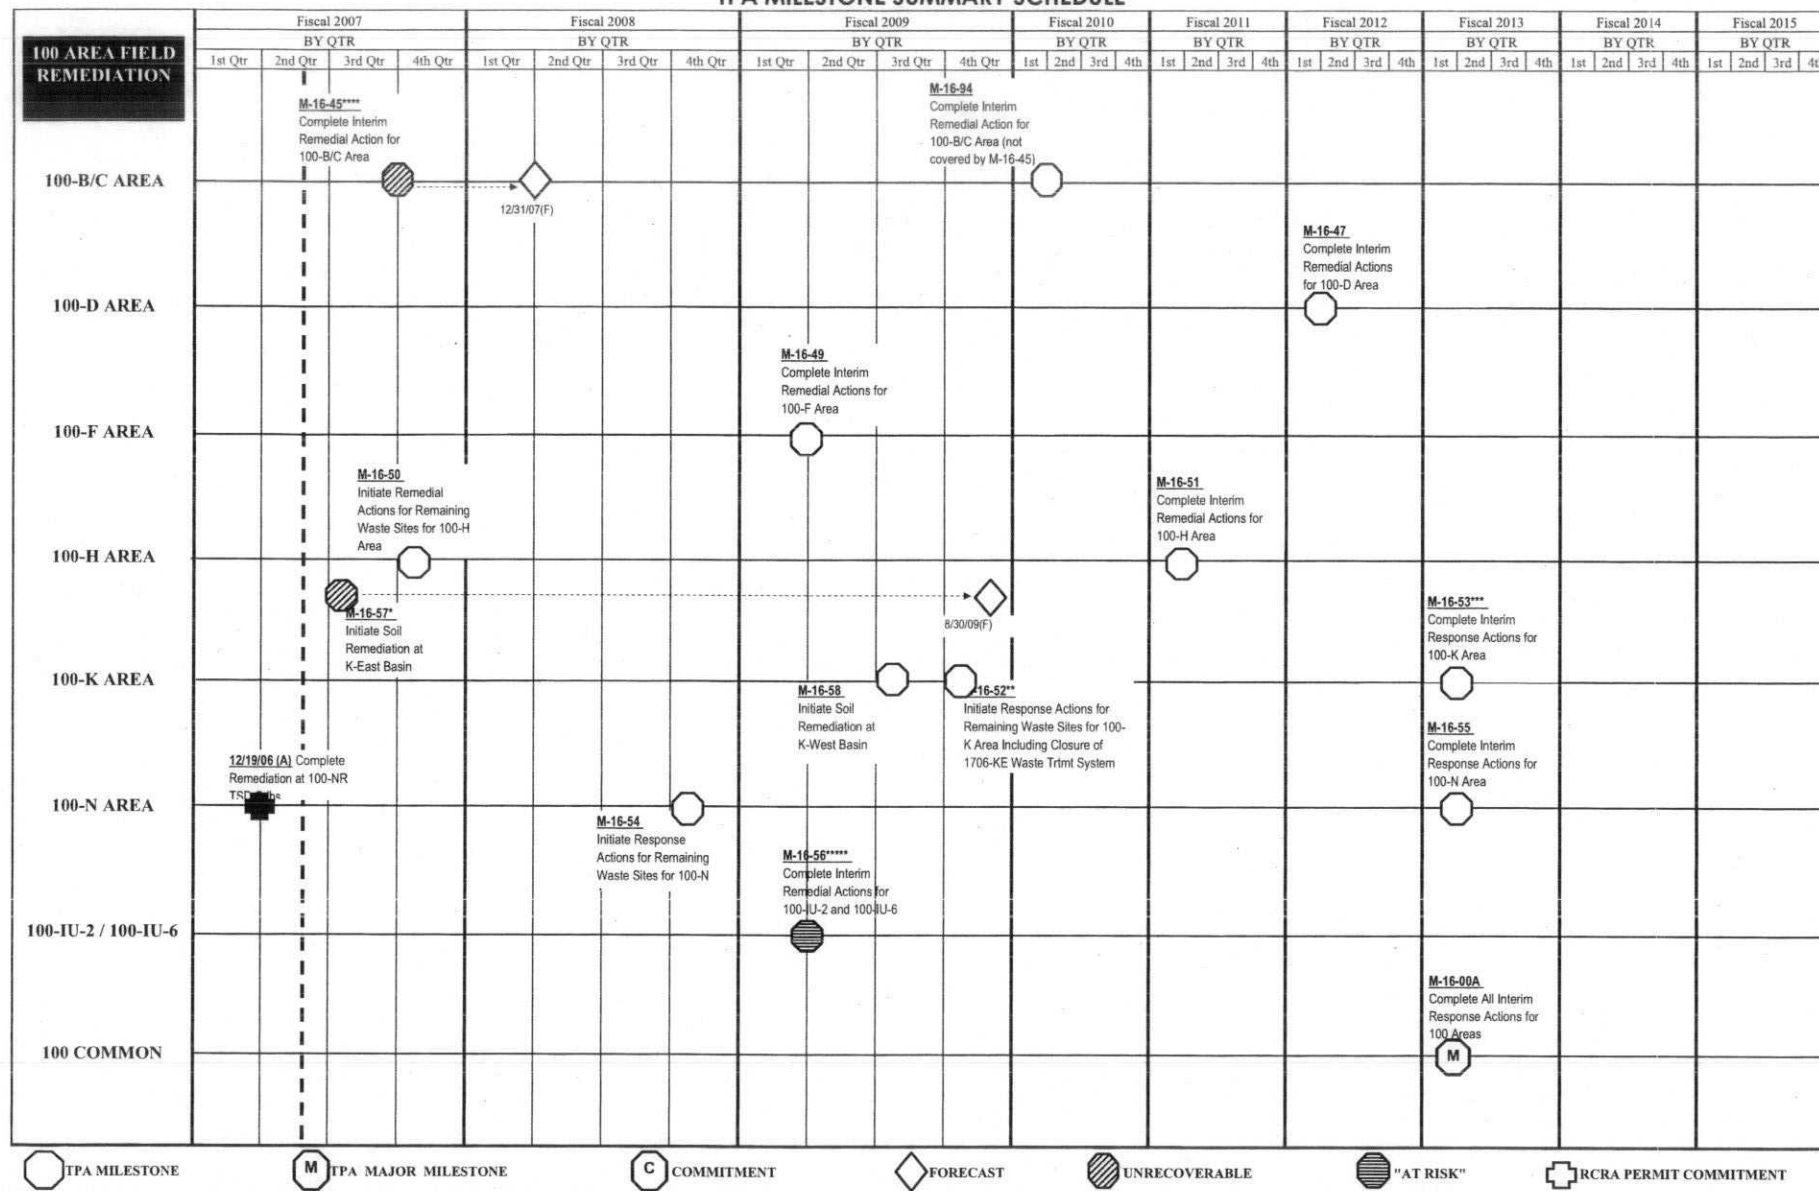 TPA MILESTONE SUMMARY SCHEDULE
100 AREA FIELD
REMEDIATION
Fiscal 2007 Fiscal 2008 Fiscal 2009 Fiscal 2010 Fiscal 2011 Fiscal 2012 Fiscal 2013 Fiscal 2014 Fiscal 2015
BY QTR BY QTR BY QTR BY QTR BY QTR BY QTR BY QTR BY QTR BY QTR
1st Qtr 2nd Qtr 3rd Qtr 4th Qtr 1st Qtr 2nd Qtr 3rd Qtr 4th Qtr 1st Qtr 2nd Qtr 3rd Qtr 4th Qtr 1st 2nd 3rd 4th 1st 2nd 3rd 4th 1st 2nd 3rd 4th 1st 2nd 3rd 4th 1st 2nd 3rd 4th 1st 2nd 3rd 4t
M-16-45****
Complete Interim
Remedial Action for
100-B/C Area
M-16-94
Complete Interim
Remedial Action for
100-B/C Area (not
covered by M-16-45)
100-B/C AREA
12/31/07(F)
M-16-47
Complete Interim
Remedial Actions
for 100-D Area
100-D AREA
M-16-49
Complete Interim
Remedial Actions for
100-F Area
100-F AREA
M-16-50
Initiate Remedial
Actions for Remaining
Waste Sites for 100-H
Area
M-16-51
Complete Interim
Remedial Actions for
100-H Area
100-H AREA
M-16-57*
Initiate Soil
Remediation at
K-East Basin
8/30/09(F)
M-16-53***
Complete Interim
Response Actions for
100-K Area
100-K AREA
M-16-58
Initiate Soil
Remediation at
K-West Basin
-16-52**
Initiate Response Actions for
Remaining Waste Sites for 100-
K Area Including Closure of
1706-KE Waste Trtmt System
M-16-55
Complete Interim
Response Actions for
100-N Area
12/19/06 (A) Complete
Remediation at 100-NR
TSD
100-N AREA
M-16-54
Initiate Response
Actions for Remaining
Waste Sites for 100-N
M-16-56*****
Complete Interim
Remedial Actions for
100-IU-2 and 100-IU-6
100-IU-2 / 100-IU-6
M-16-00A
Complete All Interim
Response Actions for
100 Areas
100 COMMON
M
TPA MILESTONE M TPA MAJOR MILESTONE C COMMITMENT FORECAST UNRECOVERABLE "AT RISK" RCRA PERMIT COMMITMENT